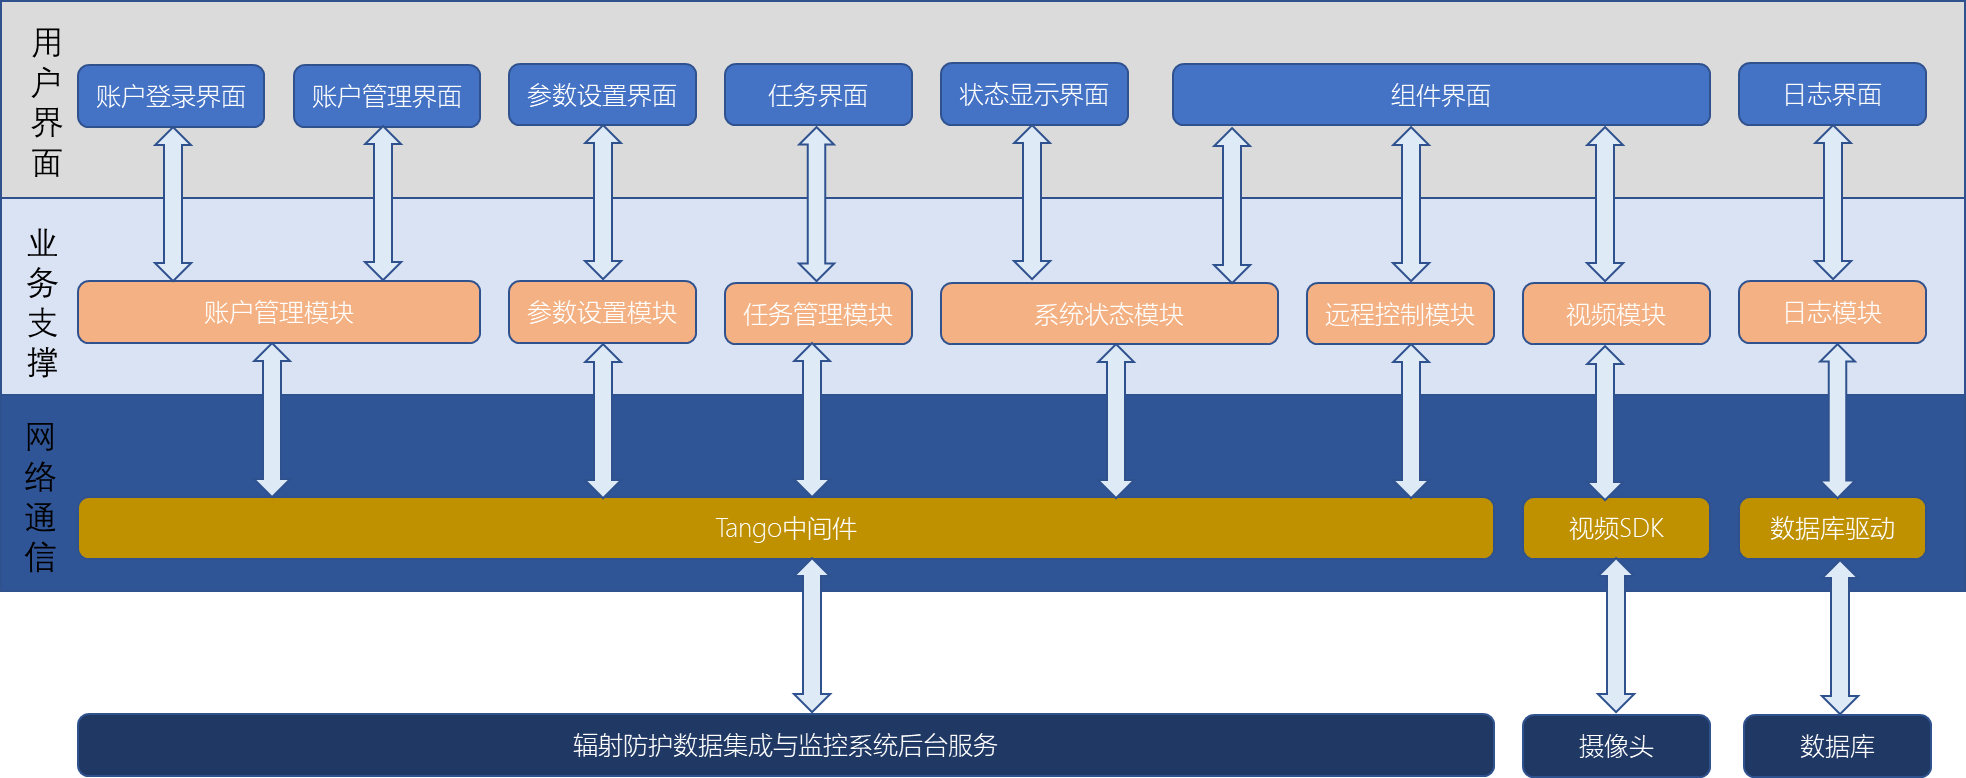 用户界面
账户登录界面
账户管理界面
参数设置界面
任务界面
状态显示界面
组件界面
日志界面
业务支撑
账户管理模块
参数设置模块
任务管理模块
系统状态模块
远程控制模块
视频模块
日志模块
网络通信
Tango中间件
视频SDK
数据库驱动
辐射防护数据集成与监控系统后台服务
摄像头
数据库